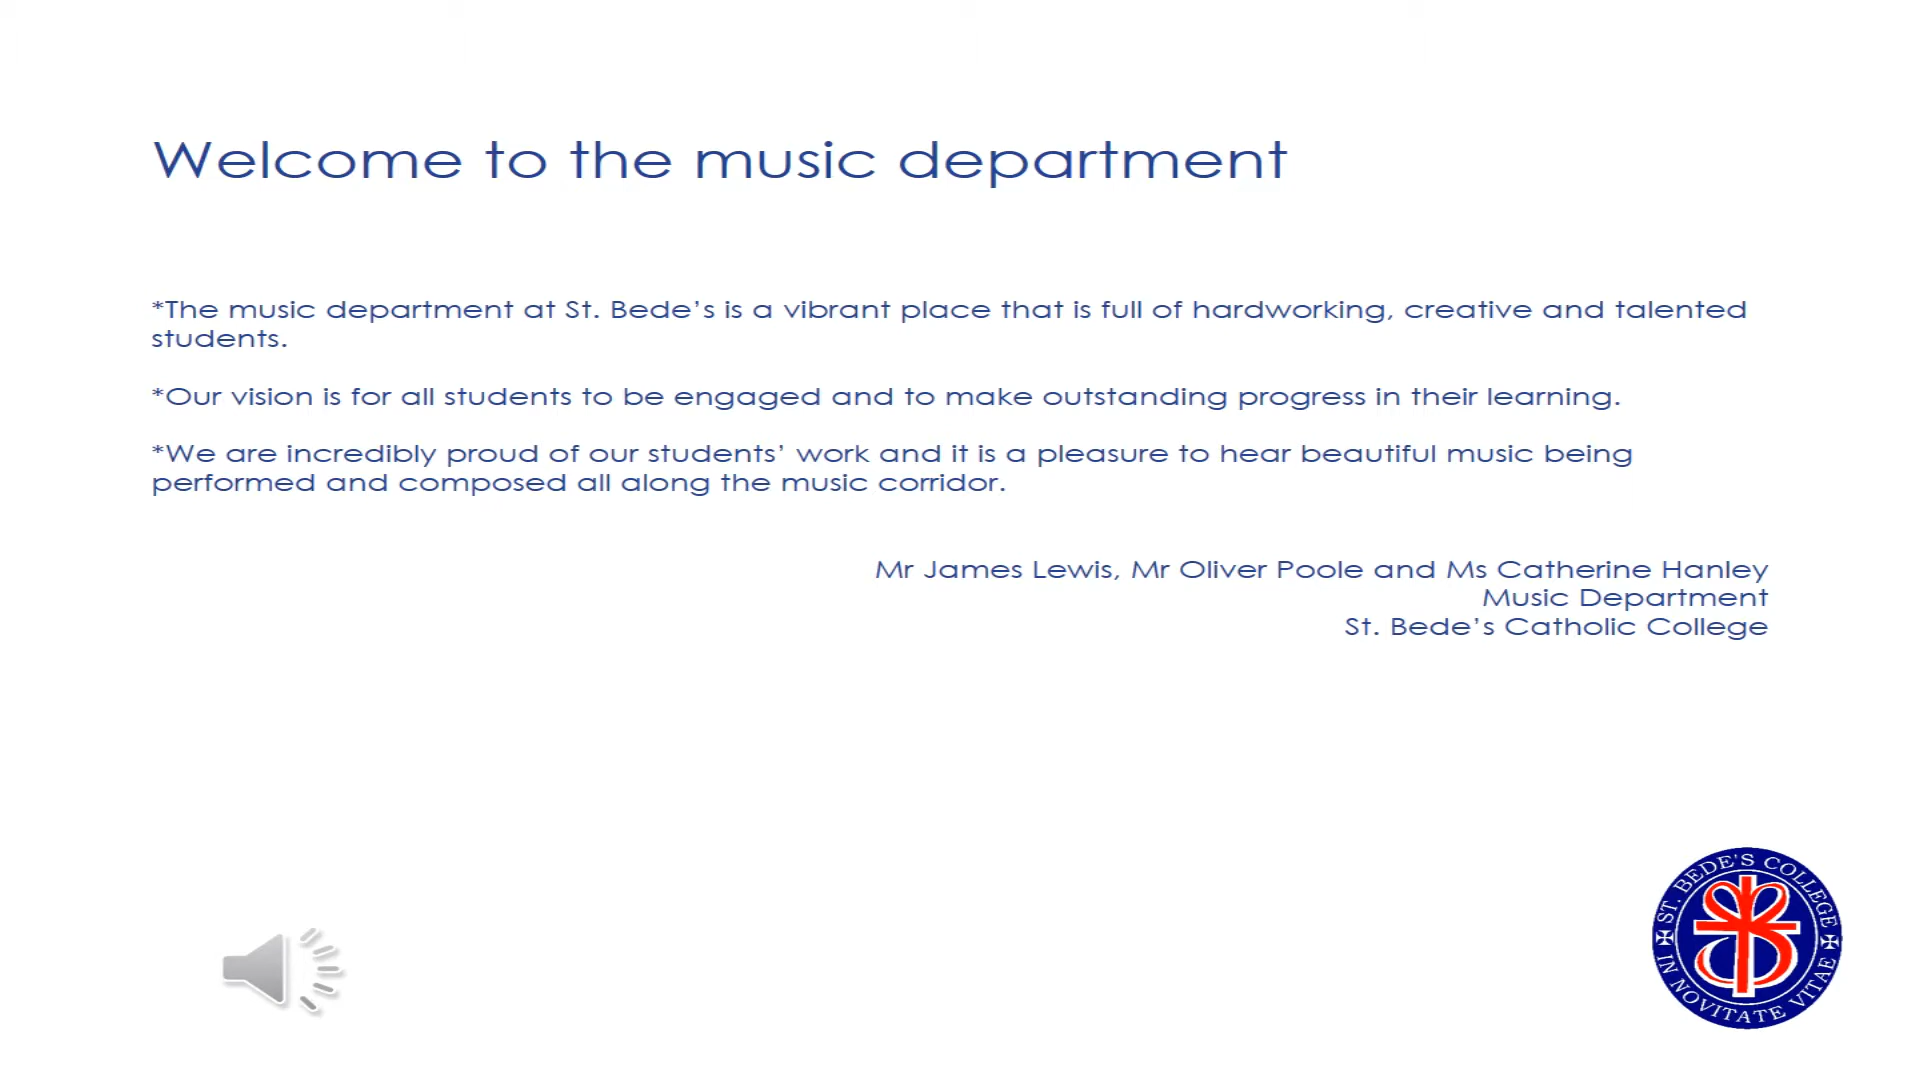 Welcome to the music department
*The music department at St. Bede’s is a vibrant place that is full of hardworking, creative and talented
students.
*Our vision is for all students to be engaged and to make outstanding progress in their learning.
*We are incredibly proud of our students’ work and it is a pleasure to hear beautiful music being
performed and composed all along the music corridor.
Mr James Lewis, Mr Oliver Poole and Ms Catherine Hanley
Music Department
St. Bede’s Catholic College
ST. BEDE'S COLLEGE
IN NOVITATE VITAE